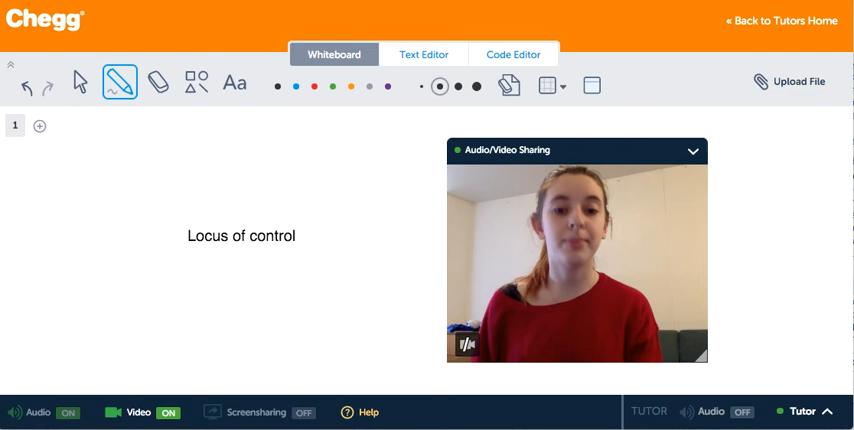 Chegg®
« Back to Tutors Home
Whiteboard Text Editor Code Editor
Aa
Upload File
1
Audio/Video Sharing
Locus of control
Audio ON Video ON Screensharing OFF ? Help TUTOR Audio OFF Tutor